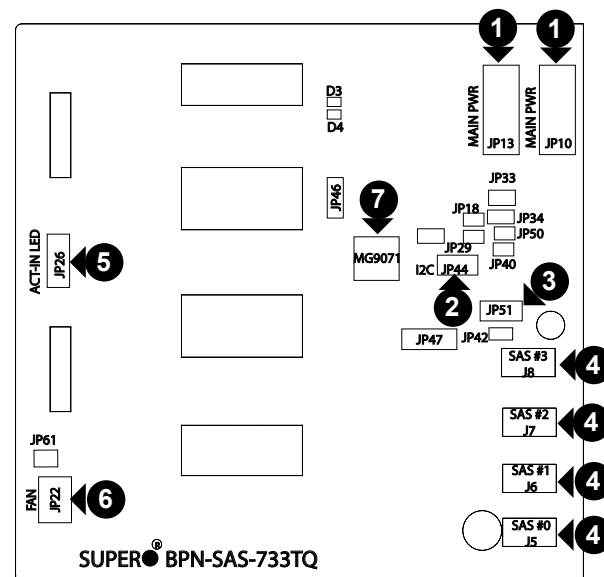 1
1
MAIN PWR
JP13
MAIN PWR
JP10
D3
D4
JP33
JP46
7
JP18
JP34
JP50
JP29
JP40
MG9071
I2C
JP44
2
3
JP51
JP47
JP42
ACT-IN LED
JP26
5
SAS #3
J8
4
SAS #2
J7
4
SAS #1
J6
4
SAS #0
J5
4
JP61
FAN
JP22
6
SUPER® BPN-SAS-733TQ